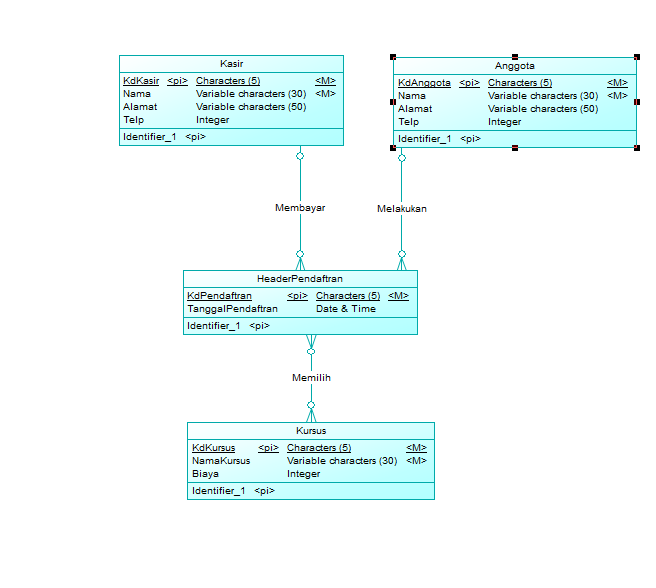 Kasir
KdKasir <pi> Characters (5) <M>
Nama Variable characters (30) <M>
Alamat Variable characters (50)
Telp Integer
Identifier_1 <pi>
Anggota
KdAnggota <pi> Characters (5) <M>
Nama Variable characters (30) <M>
Alamat Variable characters (50)
Telp Integer
Identifier_1 <pi>
Membayar
Melakukan
HeaderPendaftran
KdPendaftran <pi> Characters (5) <M>
TanggalPendaftran Date & Time
Identifier_1 <pi>
Memilih
Kursus
KdKursus <pi> Characters (5) <M>
NamaKursus Variable characters (30) <M>
Biaya Integer
Identifier_1 <pi>